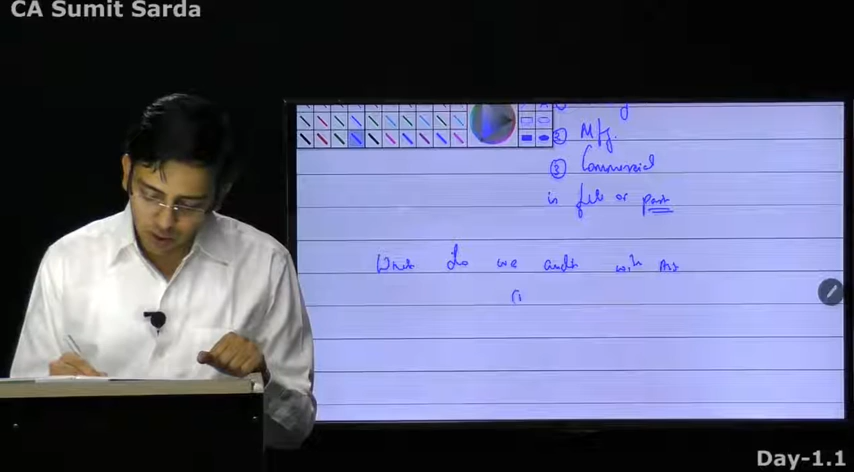 CA Sumit Sarda
② Mfg.
③ Commercial
in full or part
What do we audit with As
Day-1.1